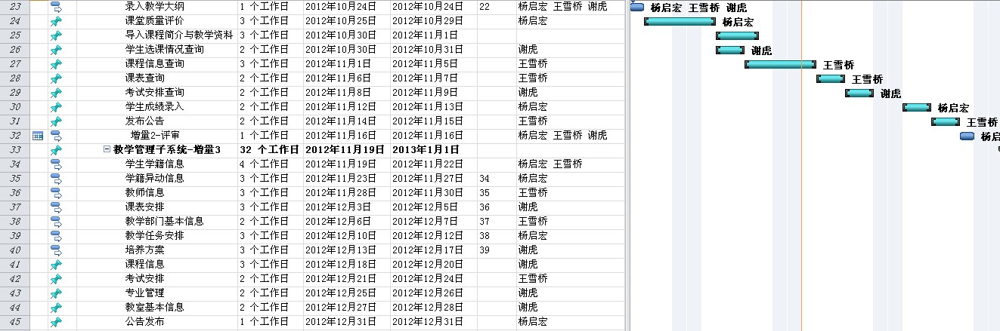 23 录入教学大纲 1 个工作日 2012年10月24日 2012年10月24日 22 杨启宏 王雪桥 谢虎 杨启宏 王雪桥 谢虎
24 课堂质量评价 3 个工作日 2012年10月25日 2012年10月29日 杨启宏 杨启宏
25 导入课程简介与教学资料 3 个工作日 2012年10月30日 2012年11月1日
26 学生选课情况查询 2 个工作日 2012年10月30日 2012年10月31日 谢虎 谢虎
27 课程信息查询 3 个工作日 2012年11月1日 2012年11月5日 王雪桥 王雪桥
28 课表查询 2 个工作日 2012年11月6日 2012年11月7日 王雪桥 王雪桥
29 考试安排查询 2 个工作日 2012年11月8日 2012年11月9日 谢虎 谢虎
30 学生成绩录入 2 个工作日 2012年11月12日 2012年11月13日 杨启宏 杨启宏
31 发布公告 2 个工作日 2012年11月14日 2012年11月15日 王雪桥 王雪桥
32 增量2-评审 1 个工作日 2012年11月16日 2012年11月16日 杨启宏 王雪桥 谢虎 杨启
33 教学管理子系统-增量3 32 个工作日 2012年11月19日 2013年1月1日
34 学生学籍信息 4 个工作日 2012年11月19日 2012年11月22日 杨启宏 王雪桥
35 学籍异动信息 3 个工作日 2012年11月23日 2012年11月27日 34 杨启宏
36 教师信息 3 个工作日 2012年11月28日 2012年11月30日 35 王雪桥
37 课表安排 3 个工作日 2012年12月3日 2012年12月5日 36 谢虎
38 教学部门基本信息 2 个工作日 2012年12月6日 2012年12月7日 37 王雪桥
39 教学任务安排 3 个工作日 2012年12月10日 2012年12月12日 38 杨启宏
40 培养方案 3 个工作日 2012年12月13日 2012年12月17日 39 谢虎
41 课程信息 3 个工作日 2012年12月18日 2012年12月20日 谢虎
42 考试安排 2 个工作日 2012年12月21日 2012年12月24日 王雪桥
43 专业管理 2 个工作日 2012年12月25日 2012年12月26日 谢虎
44 教室基本信息 2 个工作日 2012年12月27日 2012年12月28日 谢虎
45 公告发布 1 个工作日 2012年12月31日 2012年12月31日 杨启宏